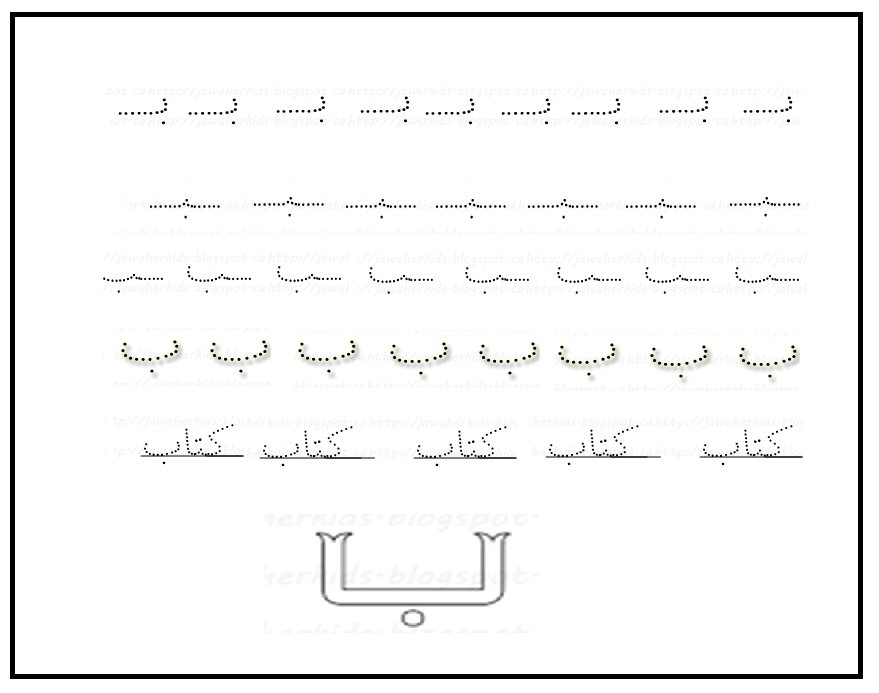 بـ بـ بـ بـ بـ بـ بـ بـ بـ
ـبـ ـبـ ـبـ ـبـ ـبـ ـبـ ـبـ
ـب ـب ـب ـب ـب ـب ـب ـب
ب ب ب ب ب ب ب ب
كتاب كتاب كتاب كتاب كتاب
ب